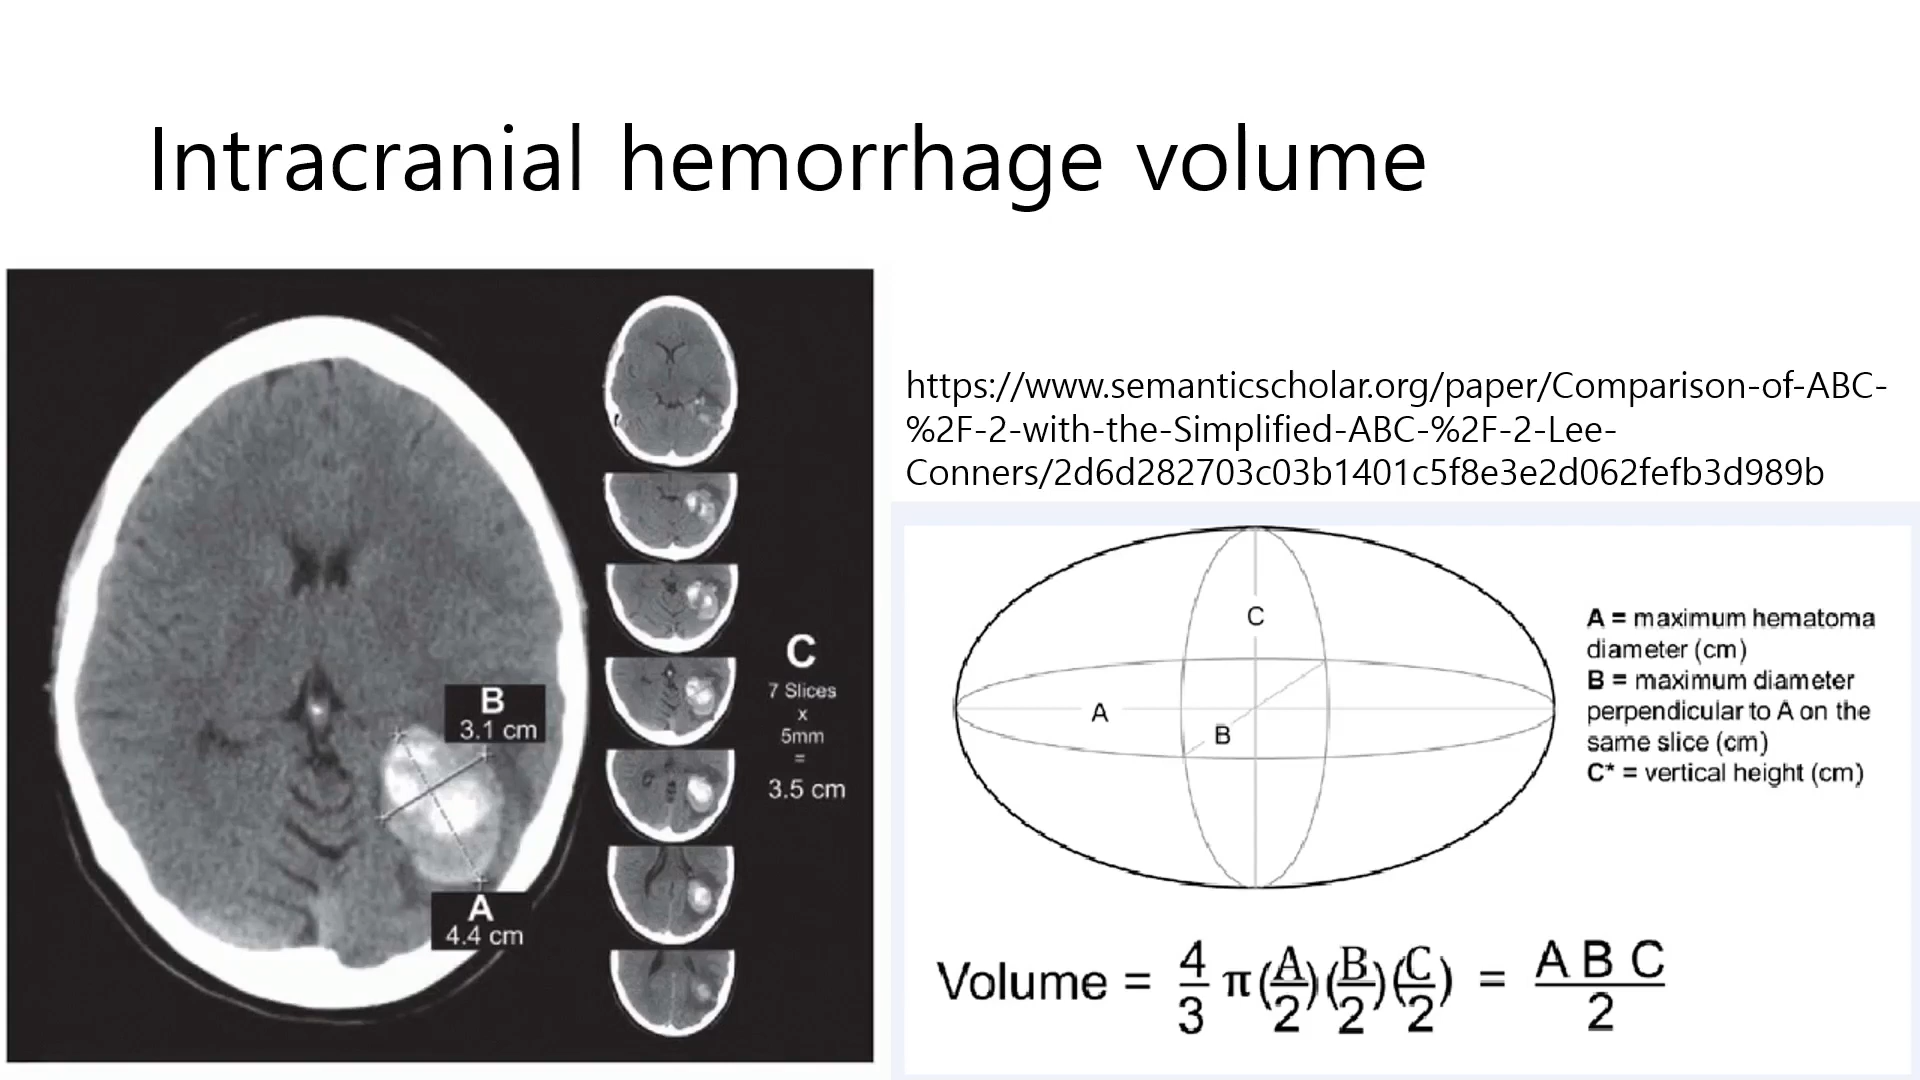 Intracranial hemorrhage volume
B
3.1 cm
A
4.4 cm
C
7 Slices
x
5mm
=
3.5 cm
https://www.semanticscholar.org/paper/Comparison-of-ABC-
%2F-2-with-the-Simplified-ABC-%2F-2-Lee-
Conners/2d6d282703c03b1401c5f8e3e2d062fefb3d989b
C
A
B
A = maximum hematoma
diameter (cm)
B = maximum diameter
perpendicular to A on the
same slice (cm)
C* = vertical height (cm)
Volume = 4/3 π(A/2)(B/2)(C/2) = A B C/2